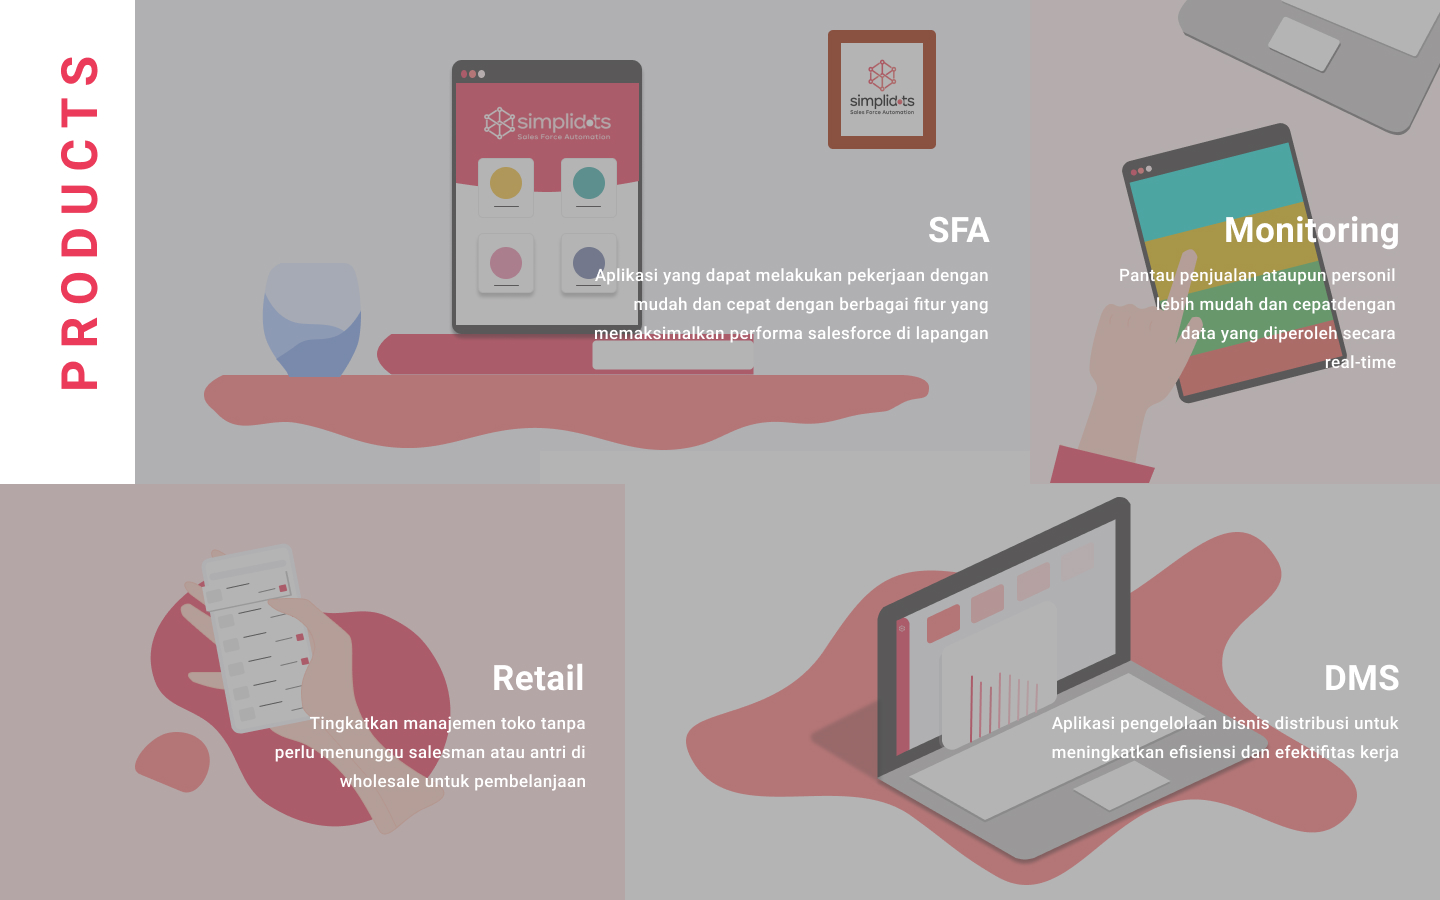 PRODUCTS
simplidots
Sales Force Automation
simplidots
Sales Force Automation
SFA
Aplikasi yang dapat melakukan pekerjaan dengan
mudah dan cepat dengan berbagai fitur yang
memaksimalkan performa salesforce di lapangan
Monitoring
Pantau penjualan ataupun personil
lebih mudah dan cepatdengan
data yang diperoleh secara
real-time
Retail
Tingkatkan manajemen toko tanpa
perlu menunggu salesman atau antri di
wholesale untuk pembelanjaan
DMS
Aplikasi pengelolaan bisnis distribusi untuk
meningkatkan efisiensi dan efektifitas kerja